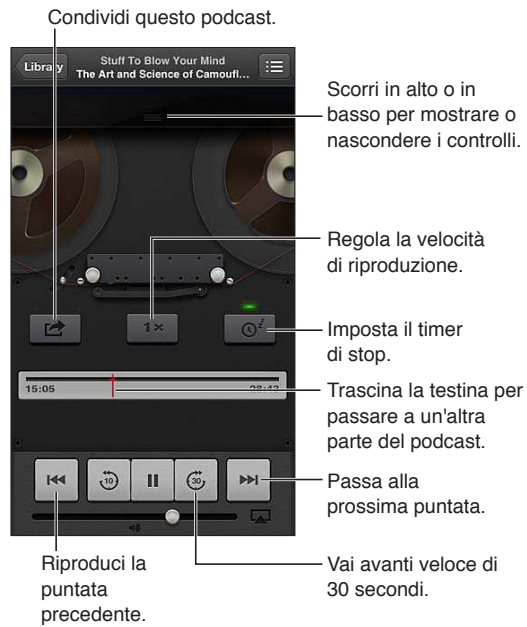 Condividi questo podcast.
Library
Stuff To Blow Your Mind
The Art and Science of Camoufl...
Scorri in alto o in
basso per mostrare o
nascondere i controlli.
Regola la velocità
di riproduzione.
1x
z
Imposta il timer
di stop.
15:05
28:43
Trascina la testina per
passare a un'altra
parte del podcast.
10
30
Passa alla
prossima puntata.
Riproduci la
puntata
precedente.
Vai avanti veloce di
30 secondi.